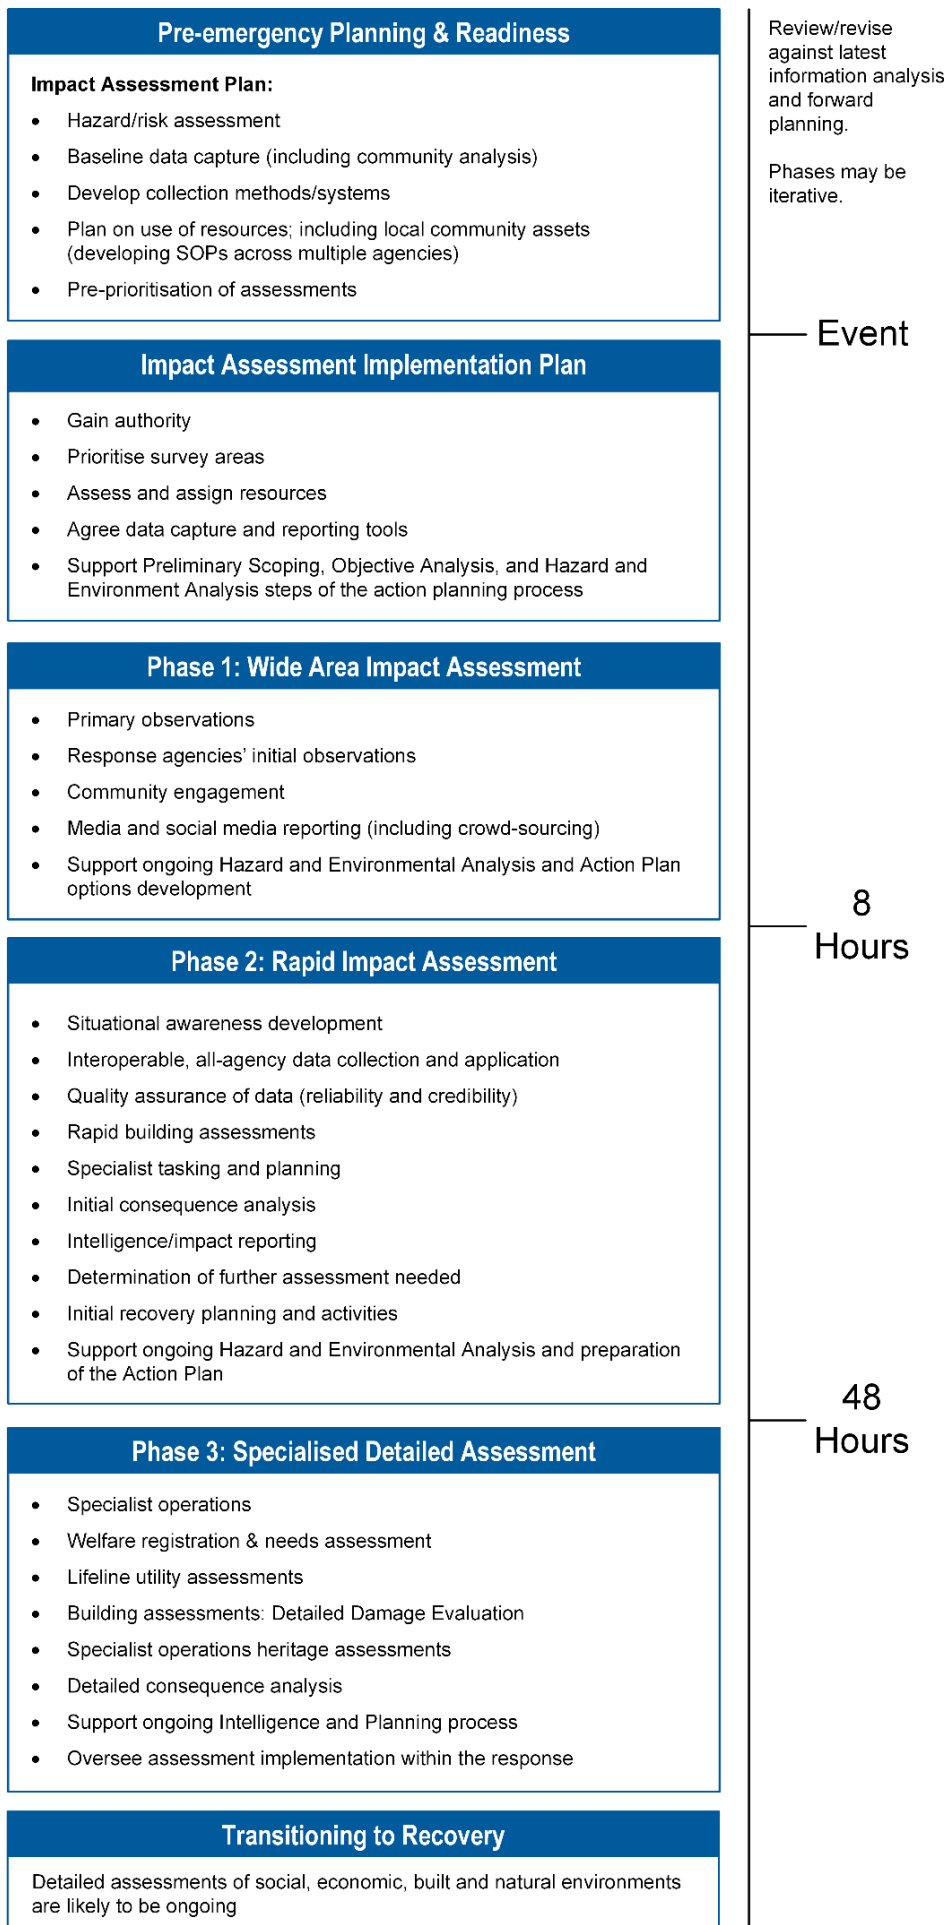 Pre-emergency Planning & Readiness
Impact Assessment Plan:
• Hazard/risk assessment
• Baseline data capture (including community analysis)
• Develop collection methods/systems
• Plan on use of resources; including local community assets
(developing SOPs across multiple agencies)
• Pre-prioritisation of assessments
Review/revise
against latest
information analysis
and forward
planning.
Phases may be
iterative.
Event
Impact Assessment Implementation Plan
• Gain authority
• Prioritise survey areas
• Assess and assign resources
• Agree data capture and reporting tools
• Support Preliminary Scoping, Objective Analysis, and Hazard and
Environment Analysis steps of the action planning process
Phase 1: Wide Area Impact Assessment
• Primary observations
• Response agencies’ initial observations
• Community engagement
• Media and social media reporting (including crowd-sourcing)
• Support ongoing Hazard and Environmental Analysis and Action Plan
options development
8
Hours
Phase 2: Rapid Impact Assessment
• Situational awareness development
• Interoperable, all-agency data collection and application
• Quality assurance of data (reliability and credibility)
• Rapid building assessments
• Specialist tasking and planning
• Initial consequence analysis
• Intelligence/impact reporting
• Determination of further assessment needed
• Initial recovery planning and activities
• Support ongoing Hazard and Environmental Analysis and preparation
of the Action Plan
48
Hours
Phase 3: Specialised Detailed Assessment
• Specialist operations
• Welfare registration & needs assessment
• Lifeline utility assessments
• Building assessments: Detailed Damage Evaluation
• Specialist operations heritage assessments
• Detailed consequence analysis
• Support ongoing Intelligence and Planning process
• Oversee assessment implementation within the response
Transitioning to Recovery
Detailed assessments of social, economic, built and natural environments
are likely to be ongoing